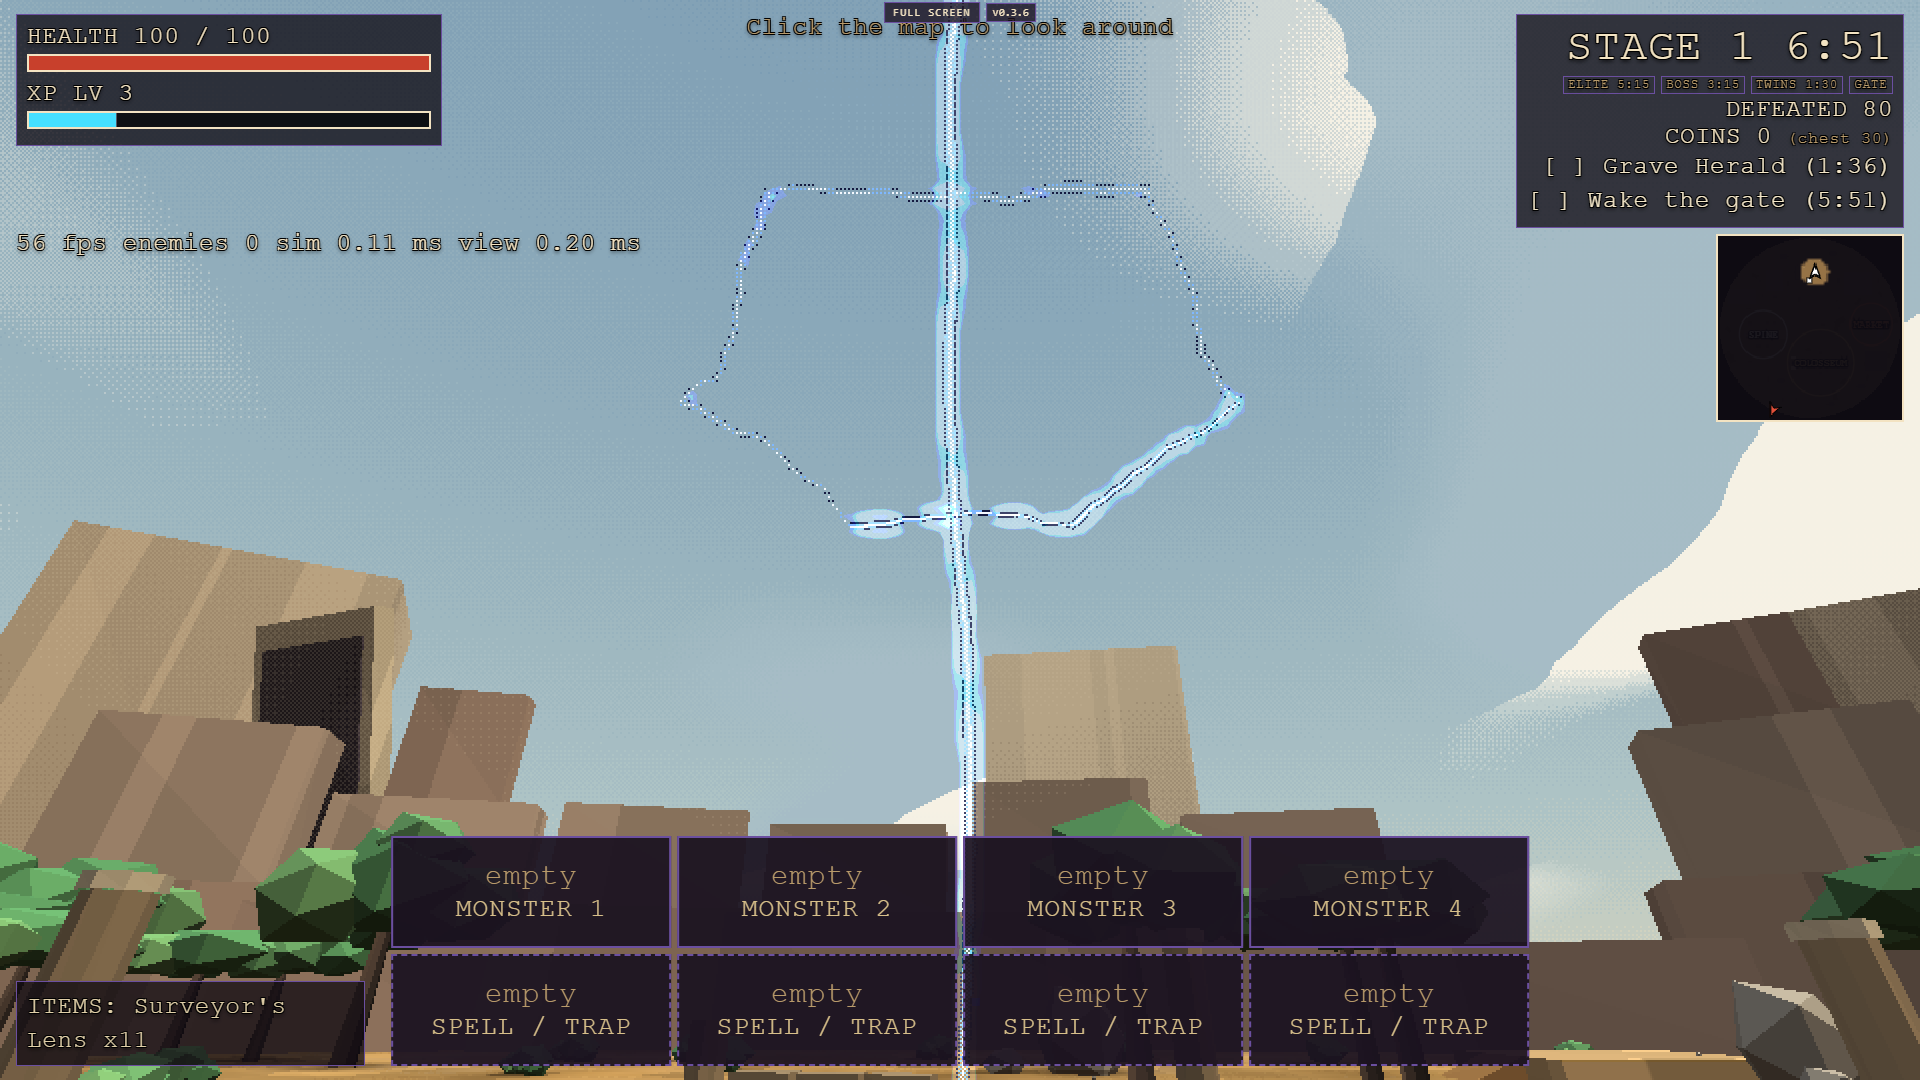 FULL SCREEN v0.3.6
Click the map to look around
HEALTH 100 / 100
XP LV 3
56 fps enemies 0 sim 0.11 ms view 0.20 ms
STAGE 1 6:51
ELITE 5:15 BOSS 3:15 TWINS 1:30 GATE
DEFEATED 80
COINS 0 (chest 30)
[ ] Grave Herald (1:36)
[ ] Wake the gate (5:51)
empty empty empty empty
MONSTER 1 MONSTER 2 MONSTER 3 MONSTER 4
empty empty empty empty
SPELL / TRAP SPELL / TRAP SPELL / TRAP SPELL / TRAP
ITEMS: Surveyor's
Lens x11